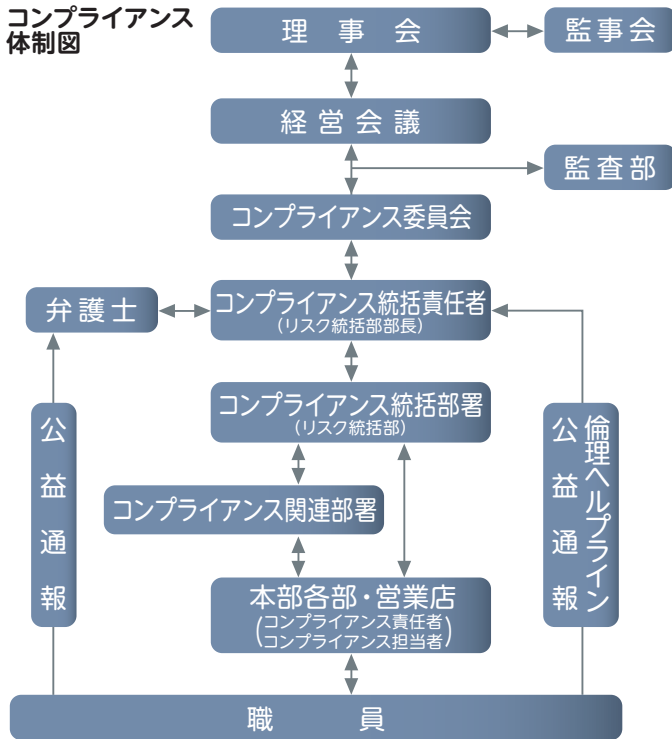 コンプライアンス
体制図
理事会
監事会
経営会議
監査部
コンプライアンス委員会
弁護士
コンプライアンス統括責任者
(リスク統括部部長)
コンプライアンス統括部署
(リスク統括部)
公益通報
倫理ヘルプライン
公益通報
コンプライアンス関連部署
本部各部・営業店
(コンプライアンス責任者
コンプライアンス担当者)
職員